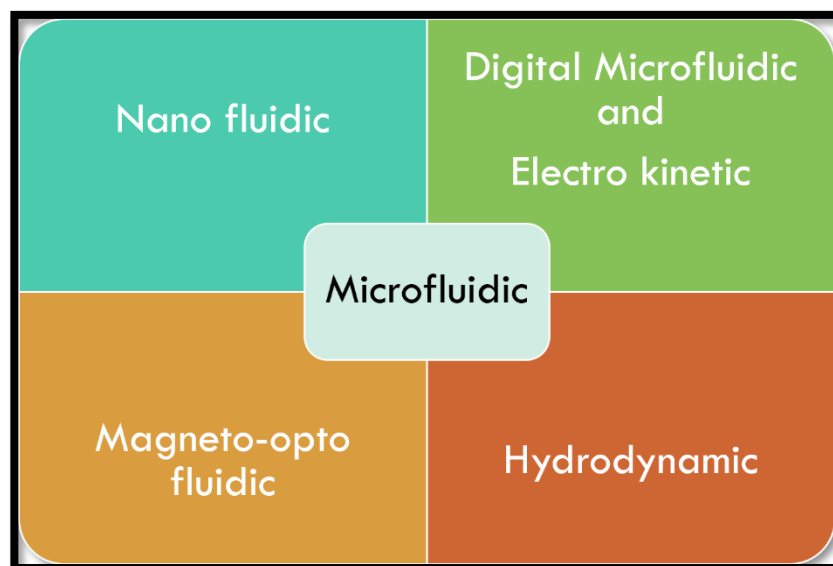 Nano fluidic
Digital Microfluidic
and
Electro kinetic
Microfluidic
Magneto-opto
fluidic
Hydrodynamic